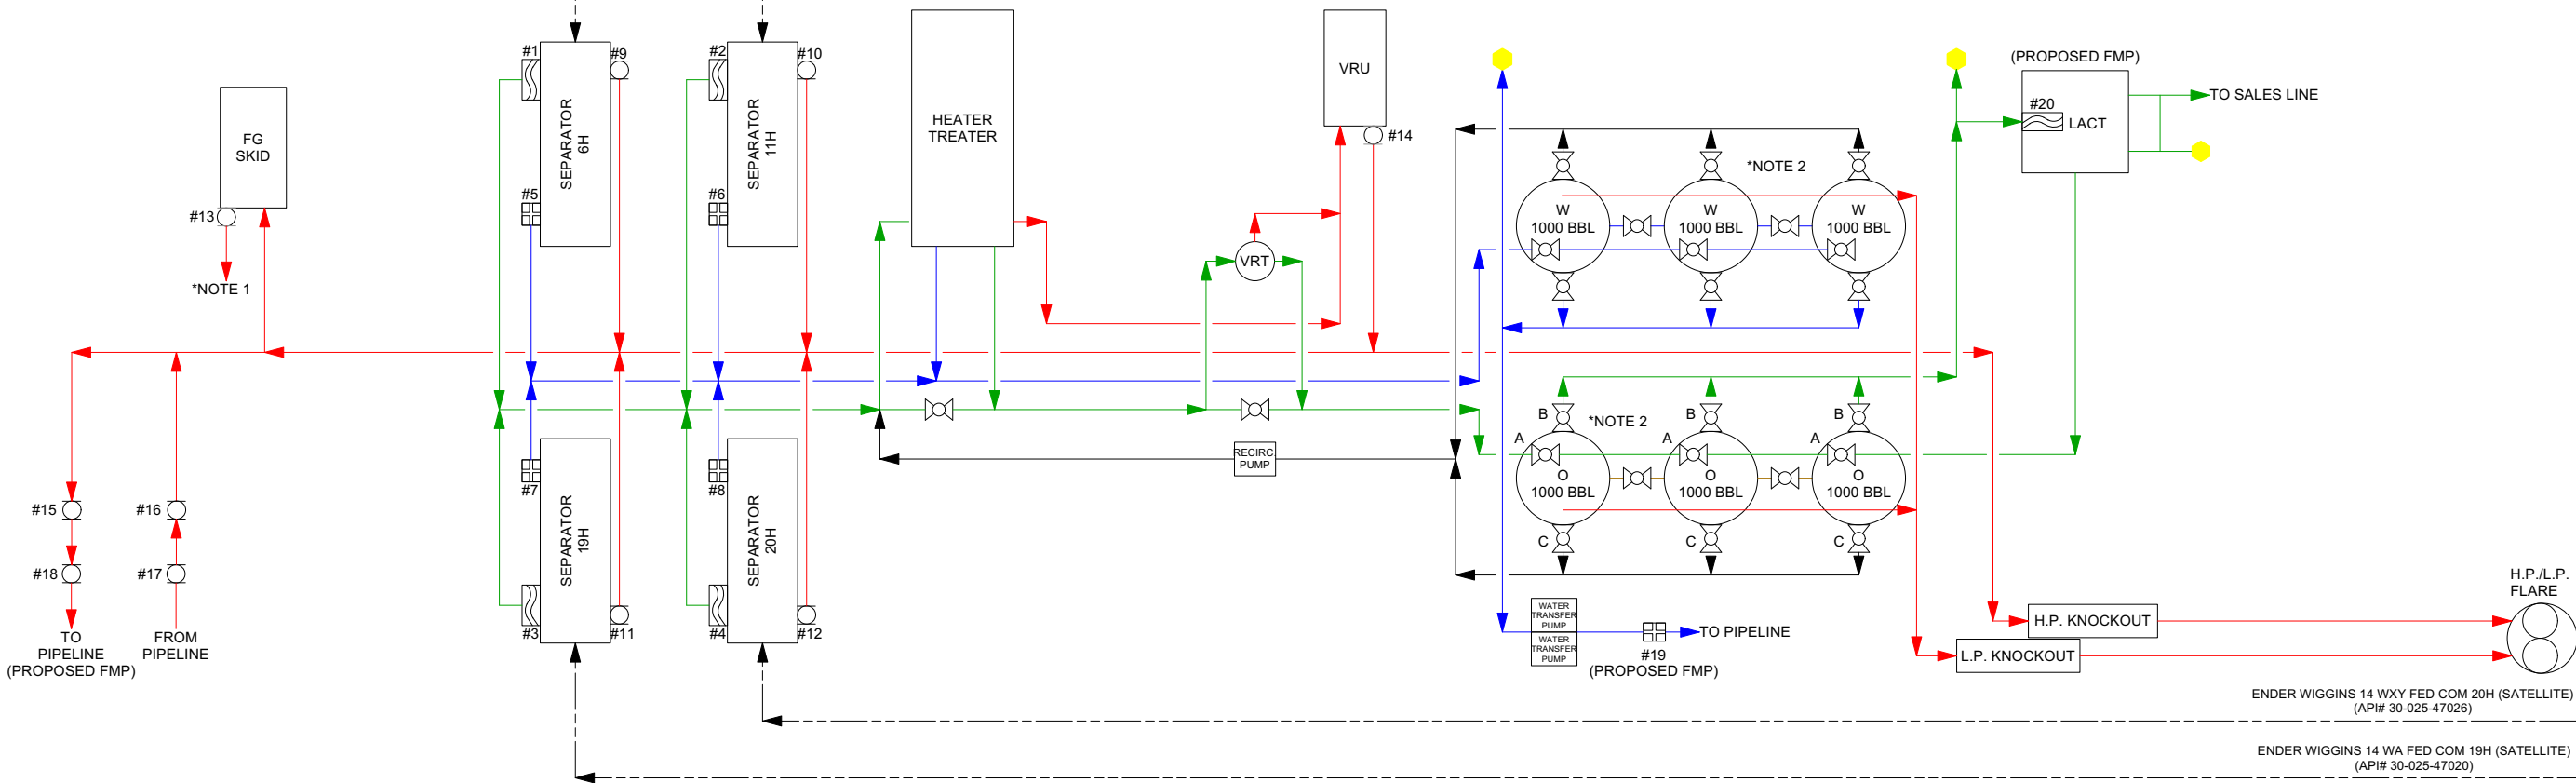 #1
#9
#2
#10
SEPARATOR
6H
SEPARATOR
11H
#5
#6
FG
SKID
#13
*NOTE 1
HEATER
TREATER
VRU
#14
VRT
*NOTE 2
W
1000 BBL
W
1000 BBL
W
1000 BBL
(PROPOSED FMP)
#20
LACT
TO SALES LINE
B
B
B
*NOTE 2
A
A
A
O
1000 BBL
O
1000 BBL
O
1000 BBL
C
C
C
RECIRC.
PUMP
#7
#8
SEPARATOR
19H
SEPARATOR
20H
#3
#11
#4
#12
#15
#16
#18
#17
TO
PIPELINE
(PROPOSED FMP)
FROM
PIPELINE
WATER
TRANSFER
PUMP
WATER
TRANSFER
PUMP
TO PIPELINE
#19
(PROPOSED FMP)
H.P. KNOCKOUT
L.P. KNOCKOUT
H.P./L.P.
FLARE
ENDER WIGGINS 14 WXY FED COM 20H (SATELLITE)
(API# 30-025-47026)
ENDER WIGGINS 14 WA FED COM 19H (SATELLITE)
(API# 30-025-47020)